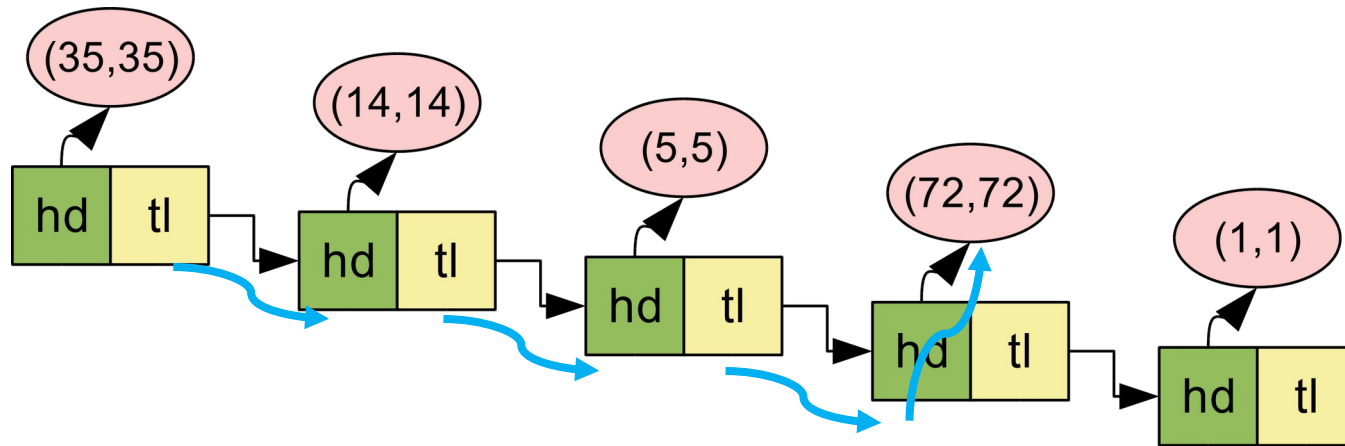 (35,35)
(14,14)
(5,5)
(72,72)
(1,1)
hd tl
hd tl
hd tl
hd tl
hd tl